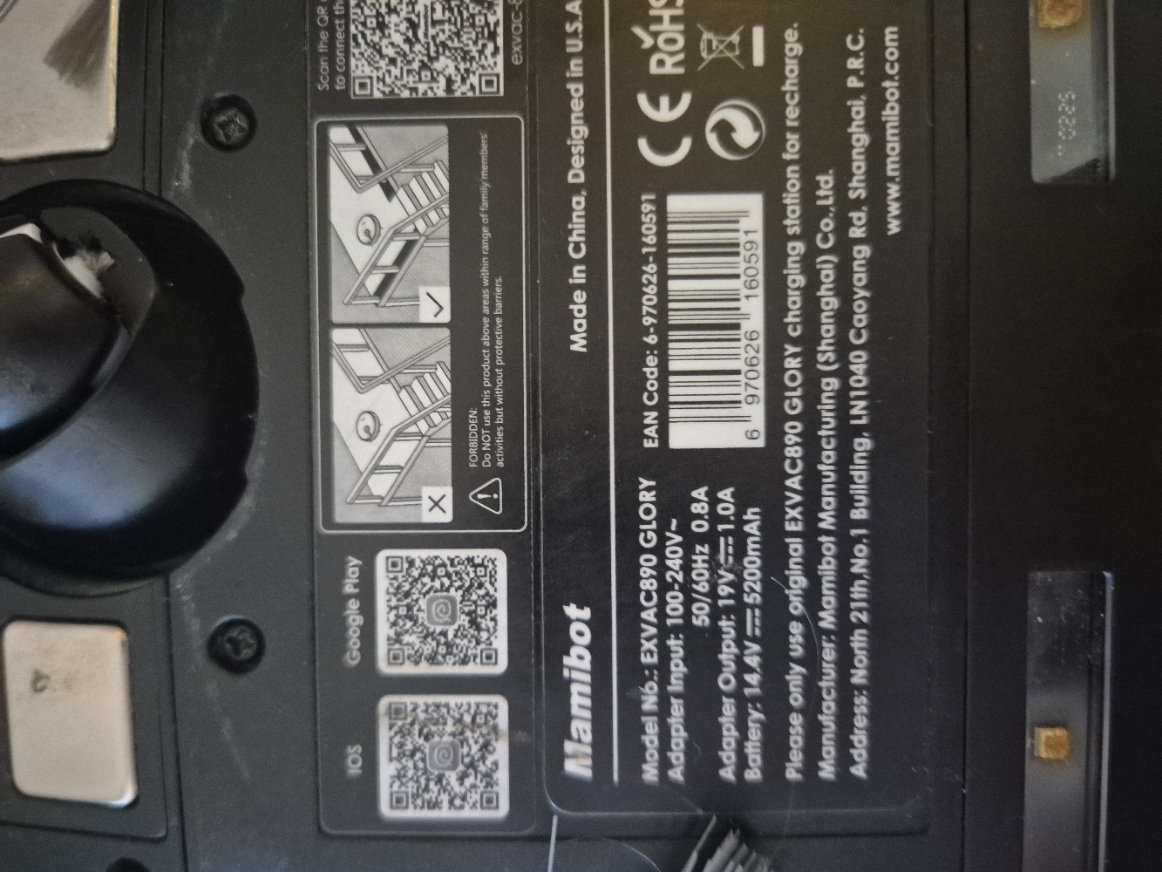 Scan the QR
to connect the
exvac-8
IOS
Google Play
FORBIDDEN:
Do NOT use this product above areas within range of family members'
activities but without protective barriers.
Mamibot
Made in China, Designed in U.S.A
Model No.: EXVAC890 GLORY
Adapter Input: 100-240V~
50/60Hz 0.8A
Adapter Output: 19V⎓1.0A
Battery: 14.4V⎓5200mAh
EAN Code: 6-970626-160591
6 970626 160591
CE RoHS
Please only use original EXVAC890 GLORY charging station for recharge.
Manufacturer: Mamibot Manufacturing (Shanghai) Co.,Ltd.
Address: North 21th,No.1 Building, LN1040 Caoyang Rd, Shanghai, P.R.C.
www.mamibot.com